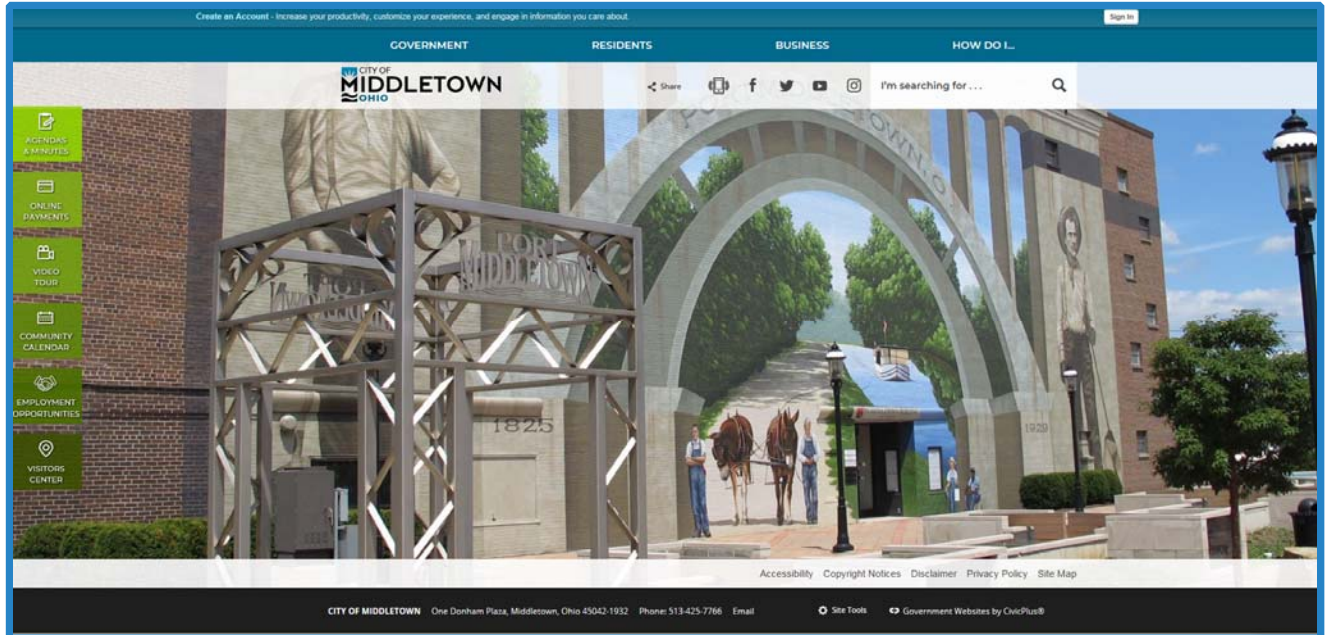 Create an Account - Increase your productivity, customize your experience, and engage in information you care about.
Sign In
GOVERNMENT RESIDENTS BUSINESS HOW DO I...
CITY OF
MIDDLETOWN
OHIO
Share
I'm searching for . . .
AGENDAS
& MINUTES
ONLINE
PAYMENTS
VIDEO
TOUR
COMMUNITY
CALENDAR
EMPLOYMENT
OPPORTUNITIES
VISITORS
CENTER
PORT
MIDDLETOWN
1825
1929
Accessibility Copyright Notices Disclaimer Privacy Policy Site Map
CITY OF MIDDLETOWN One Donham Plaza, Middletown, Ohio 45042-1932 Phone: 513-425-7766 Email Site Tools Government Websites by CivicPlus®